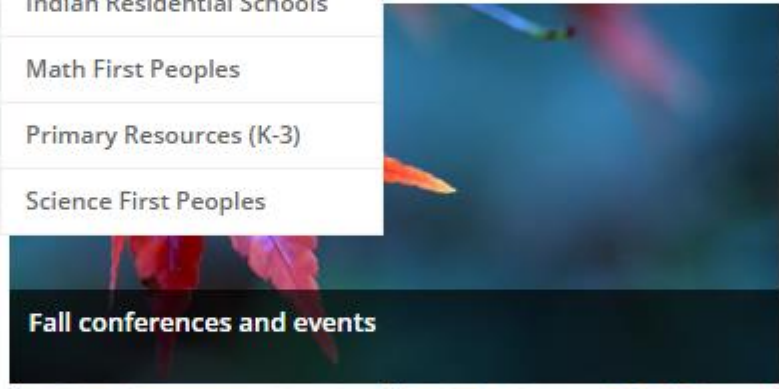 Indian Residential Schools
Math First Peoples
Primary Resources (K-3)
Science First Peoples
Fall conferences and events